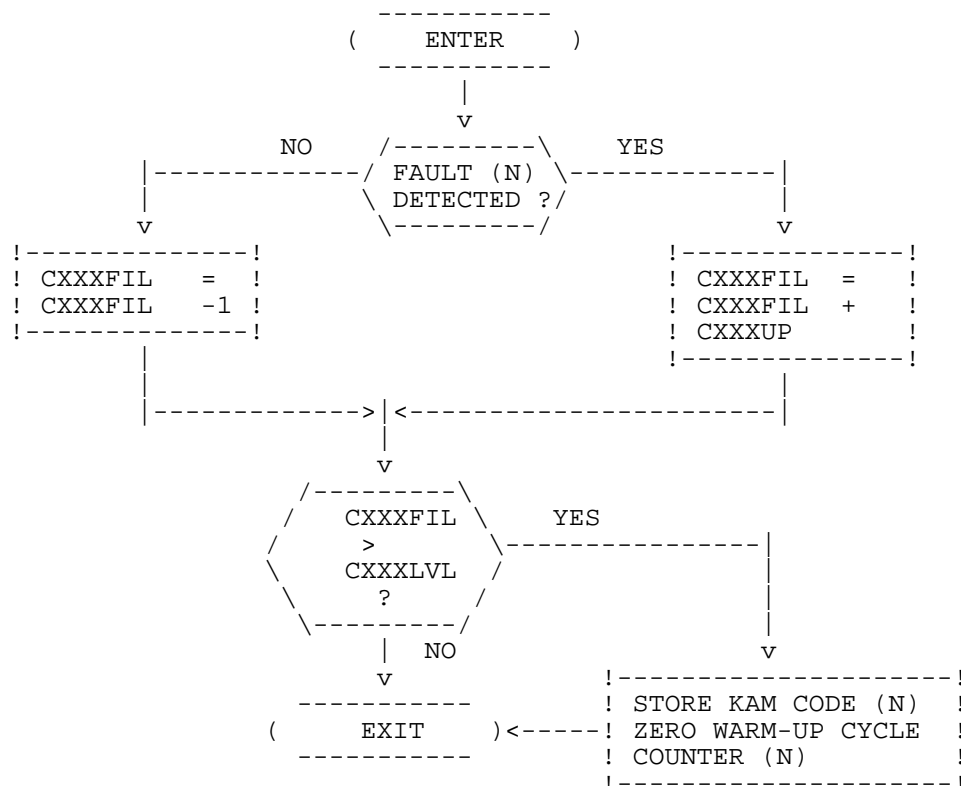 ENTER
NO
YES
FAULT (N)
DETECTED ?
CXXXFIL =
CXXXFIL -1
CXXXFIL =
CXXXFIL +
CXXXUP
CXXXFIL
>
CXXXLVL
?
YES
NO
STORE KAM CODE (N)
ZERO WARM-UP CYCLE
COUNTER (N)
EXIT